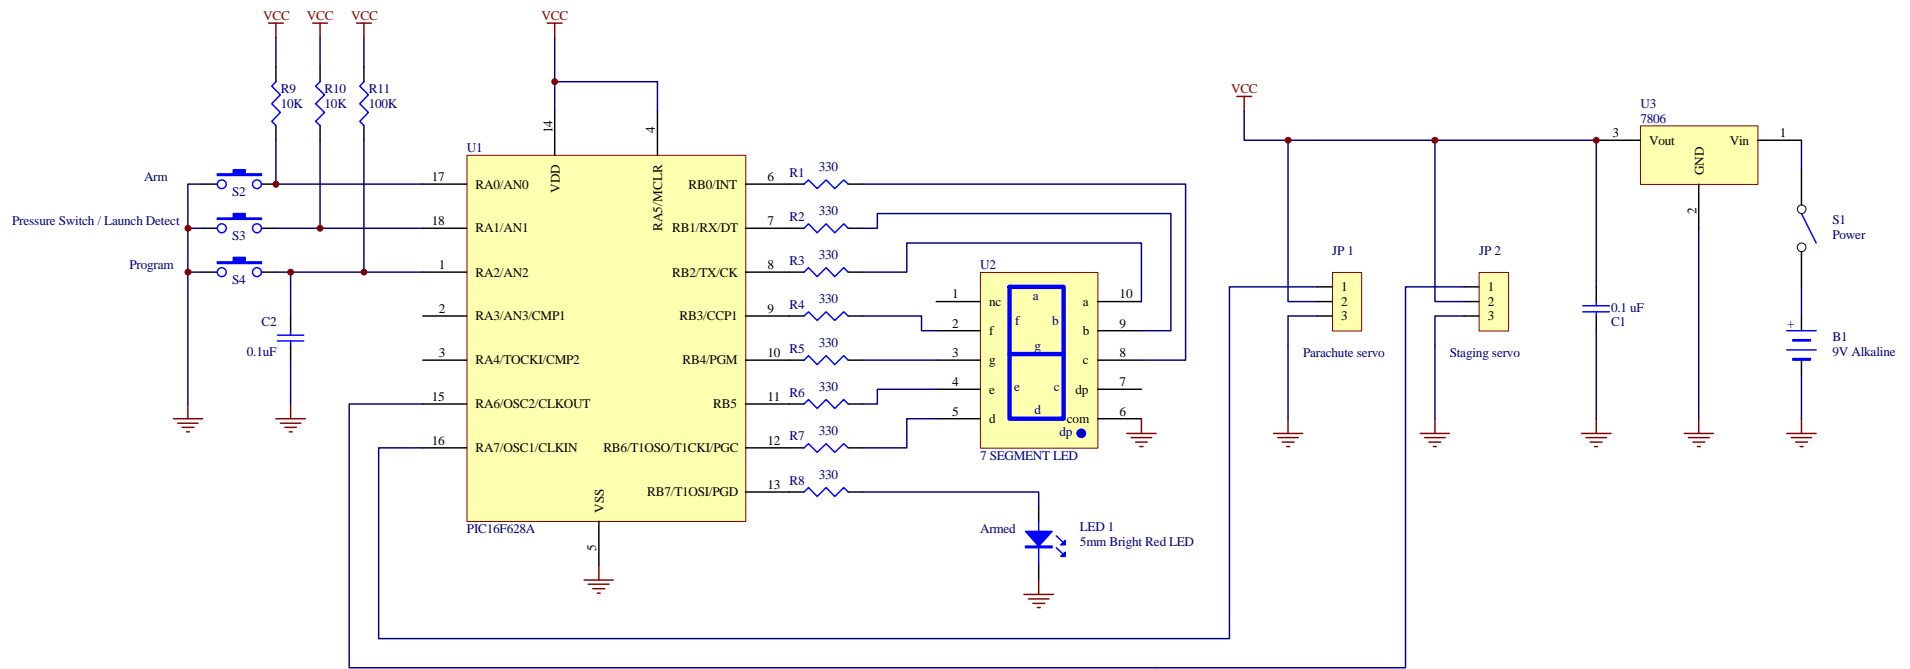 VCC
VCC
VCC
VCC
R9
10K
R10
10K
R11
100K
Arm
S2
Pressure Switch / Launch Detect
S3
Program
S4
C2
0.1uF
U1
14
4
VDD
RA5/MCLR
17
RA0/AN0
18
RA1/AN1
1
RA2/AN2
2
RA3/AN3/CMP1
3
RA4/TOCKI/CMP2
15
RA6/OSC2/CLKOUT
16
RA7/OSC1/CLKIN
RB0/INT
6
R1
330
RB1/RX/DT
7
R2
330
RB2/TX/CK
8
R3
330
RB3/CCP1
9
R4
330
RB4/PGM
10
R5
330
RB5
11
R6
330
RB6/T1OSO/T1CKI/PGC
12
R7
330
RB7/T1OSI/PGD
13
R8
330
VSS
5
PIC16F628A
U2
1
nc
2
f
3
g
4
e
5
d
a
f
b
g
e
c
d
dp
a
10
b
9
c
8
dp
7
com
6
7 SEGMENT LED
Armed
LED 1
5mm Bright Red LED
VCC
JP 1
1
2
3
Parachute servo
JP 2
1
2
3
Staging servo
0.1 uF
C1
U3
7806
3
Vout
Vin
1
GND
2
S1
Power
+
B1
9V Alkaline